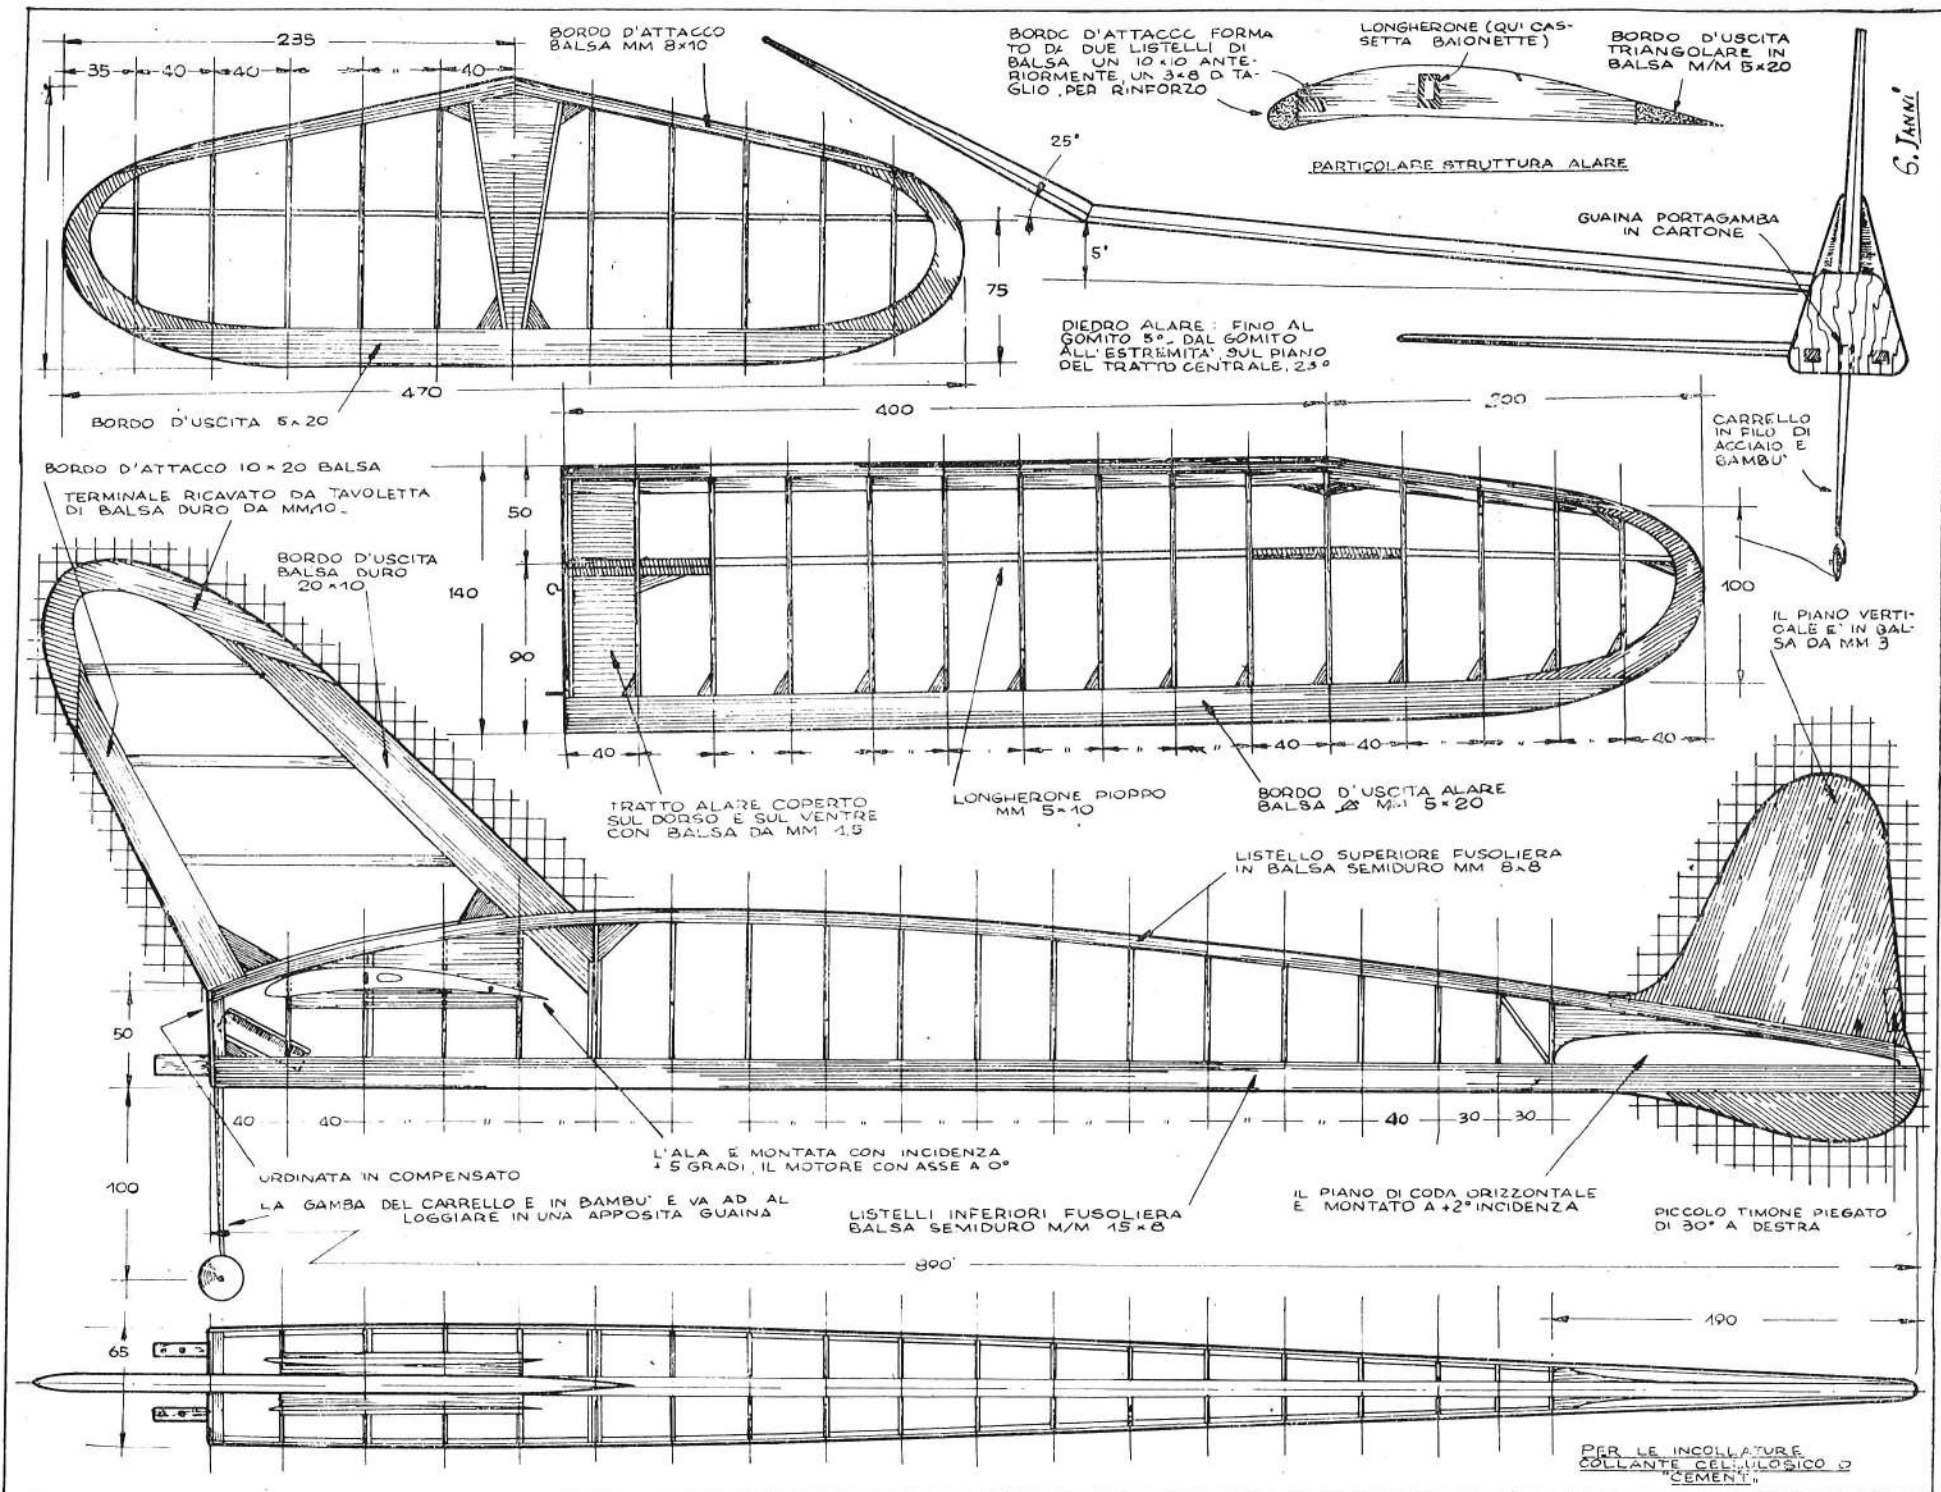 235
35
40
40
"
40
BORDO D'ATTACCO
BALSA MM 8×10
BORDO D'ATTACCC FORMA
TO DA DUE LISTELLI DI
BALSA UN 10×10 ANTE-
RIORMENTE, UN 3×8 D TA-
GLIO, PER RINFORZO
LONGHERONE (QUI CAS-
SETTA BAIONETTE)
BORDO D'USCITA
TRIANGOLARE IN
BALSA M/M 5×20
G. IANNI'
PARTICOLARE STRUTTURA ALARE
25°
5°
75
GUAINA PORTAGAMBA
IN CARTONE
DIEDRO ALARE: FINO AL
GOMITO 5°- DAL GOMITO
ALL'ESTREMITA', SUL PIANO
DEL TRATTO CENTRALE, 25°
470
BORDO D'USCITA 5×20
400
300
CARRELLO
IN FILO DI
ACCIAIO E
BAMBU'
BORDO D'ATTACCO 10×20 BALSA
TERMINALE RICAVATO DA TAVOLETTA
DI BALSA DURO DA MM10-
BORDO D'USCITA
BALSA DURO
20×10
50
140
90
100
IL PIANO VERTI-
CALE E' IN BAL-
SA DA MM 3
40
"
"
"
"
40
40
"
"
40
TRATTO ALARE COPERTO
SUL DORSO E SUL VENTRE
CON BALSA DA MM 1.5
LONGHERONE PIOPPO
MM 5×10
BORDO D'USCITA ALARE
BALSA M/M 5×20
LISTELLO SUPERIORE FUSOLIERA
IN BALSA SEMIDURO MM 8×8
50
40
40
"
"
"
"
"
40
30
30
L'ALA E MONTATA CON INCIDENZA
+5 GRADI, IL MOTORE CON ASSE A 0°
URDINATA IN COMPENSATO
100
LA GAMBA DEL CARRELLO E IN BAMBU' E VA AD AL
LOGGIARE IN UNA APPOSITA GUAINA
LISTELLI INFERIORI FUSOLIERA
BALSA SEMIDURO M/M 15×8
IL PIANO DI CODA ORIZZONTALE
E MONTATO A +2° INCIDENZA
PICCOLO TIMONE PIEGATO
DI 30° A DESTRA
890
190
65
PER LE INCOLLATURE
COLLANTE CELLULOSICO O
"CEMENT"